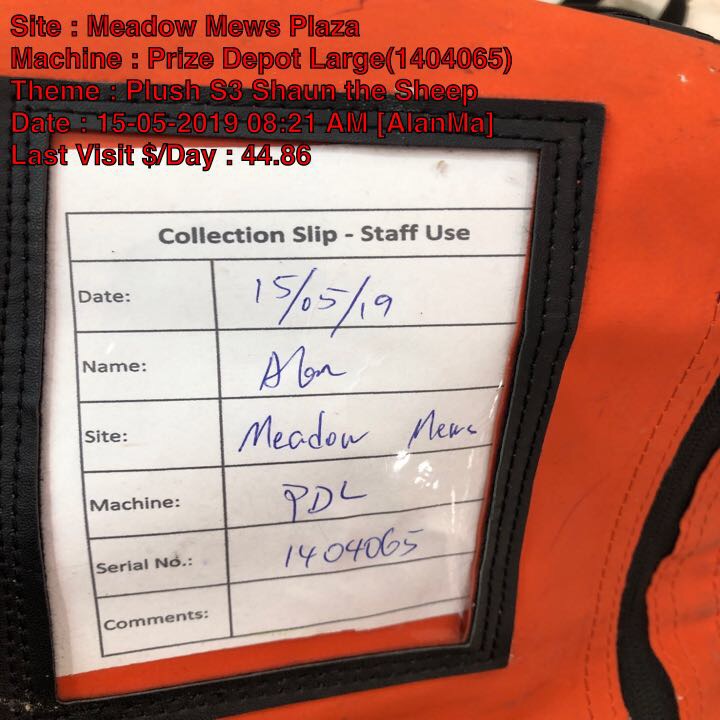 Site : Meadow Mews Plaza
Machine : Prize Depot Large(1404065)
Theme : Plush S3 Shaun the Sheep
Date : 15-05-2019 08:21 AM [AlanMa]
Last Visit $/Day : 44.86
Collection Slip - Staff Use
Date: 15/05/19
Name: Alan
Site: Meadow Mews
Machine: PDL
Serial No.: 1404065
Comments: